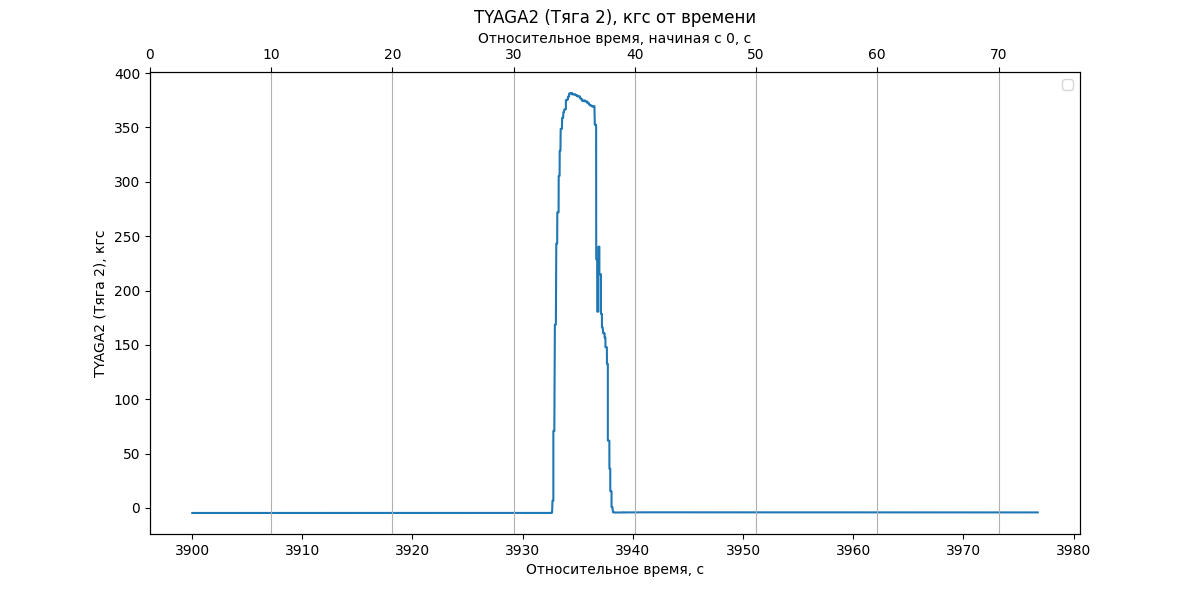 TYAGA2 (Тяга 2), кгс от времени
Относительное время, начиная с 0, с
0 10 20 30 40 50 60 70
400
350
300
250
200
150
100
50
0
TYAGA2 (Тяга 2), кгс
3900 3910 3920 3930 3940 3950 3960 3970 3980
Относительное время, с